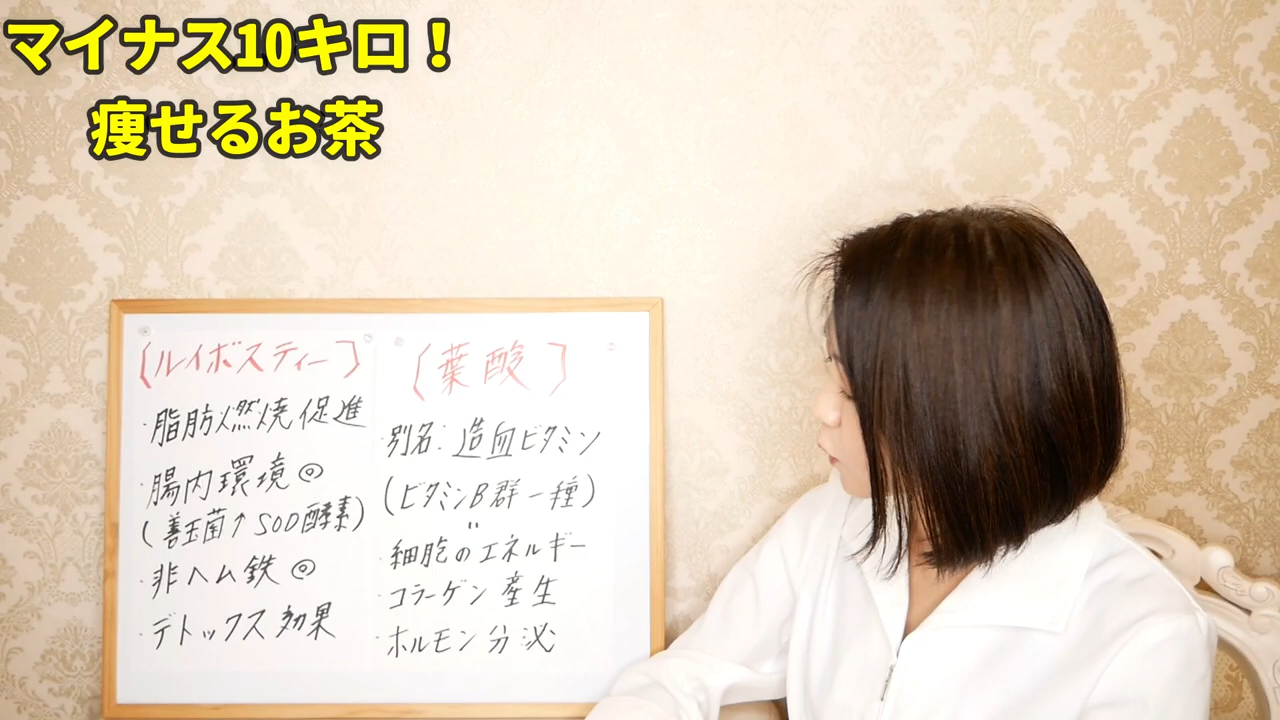 マイナス10キロ！
痩せるお茶
〔ルイボスティー〕
・脂肪燃焼促進
・腸内環境◎
（善玉菌↑SOD酵素）
・非ヘム鉄◎
・デトックス効果
〔葉酸〕
・別名：造血ビタミン
（ビタミンB群一種）
〃
・細胞のエネルギー
・コラーゲン産生
・ホルモン分泌